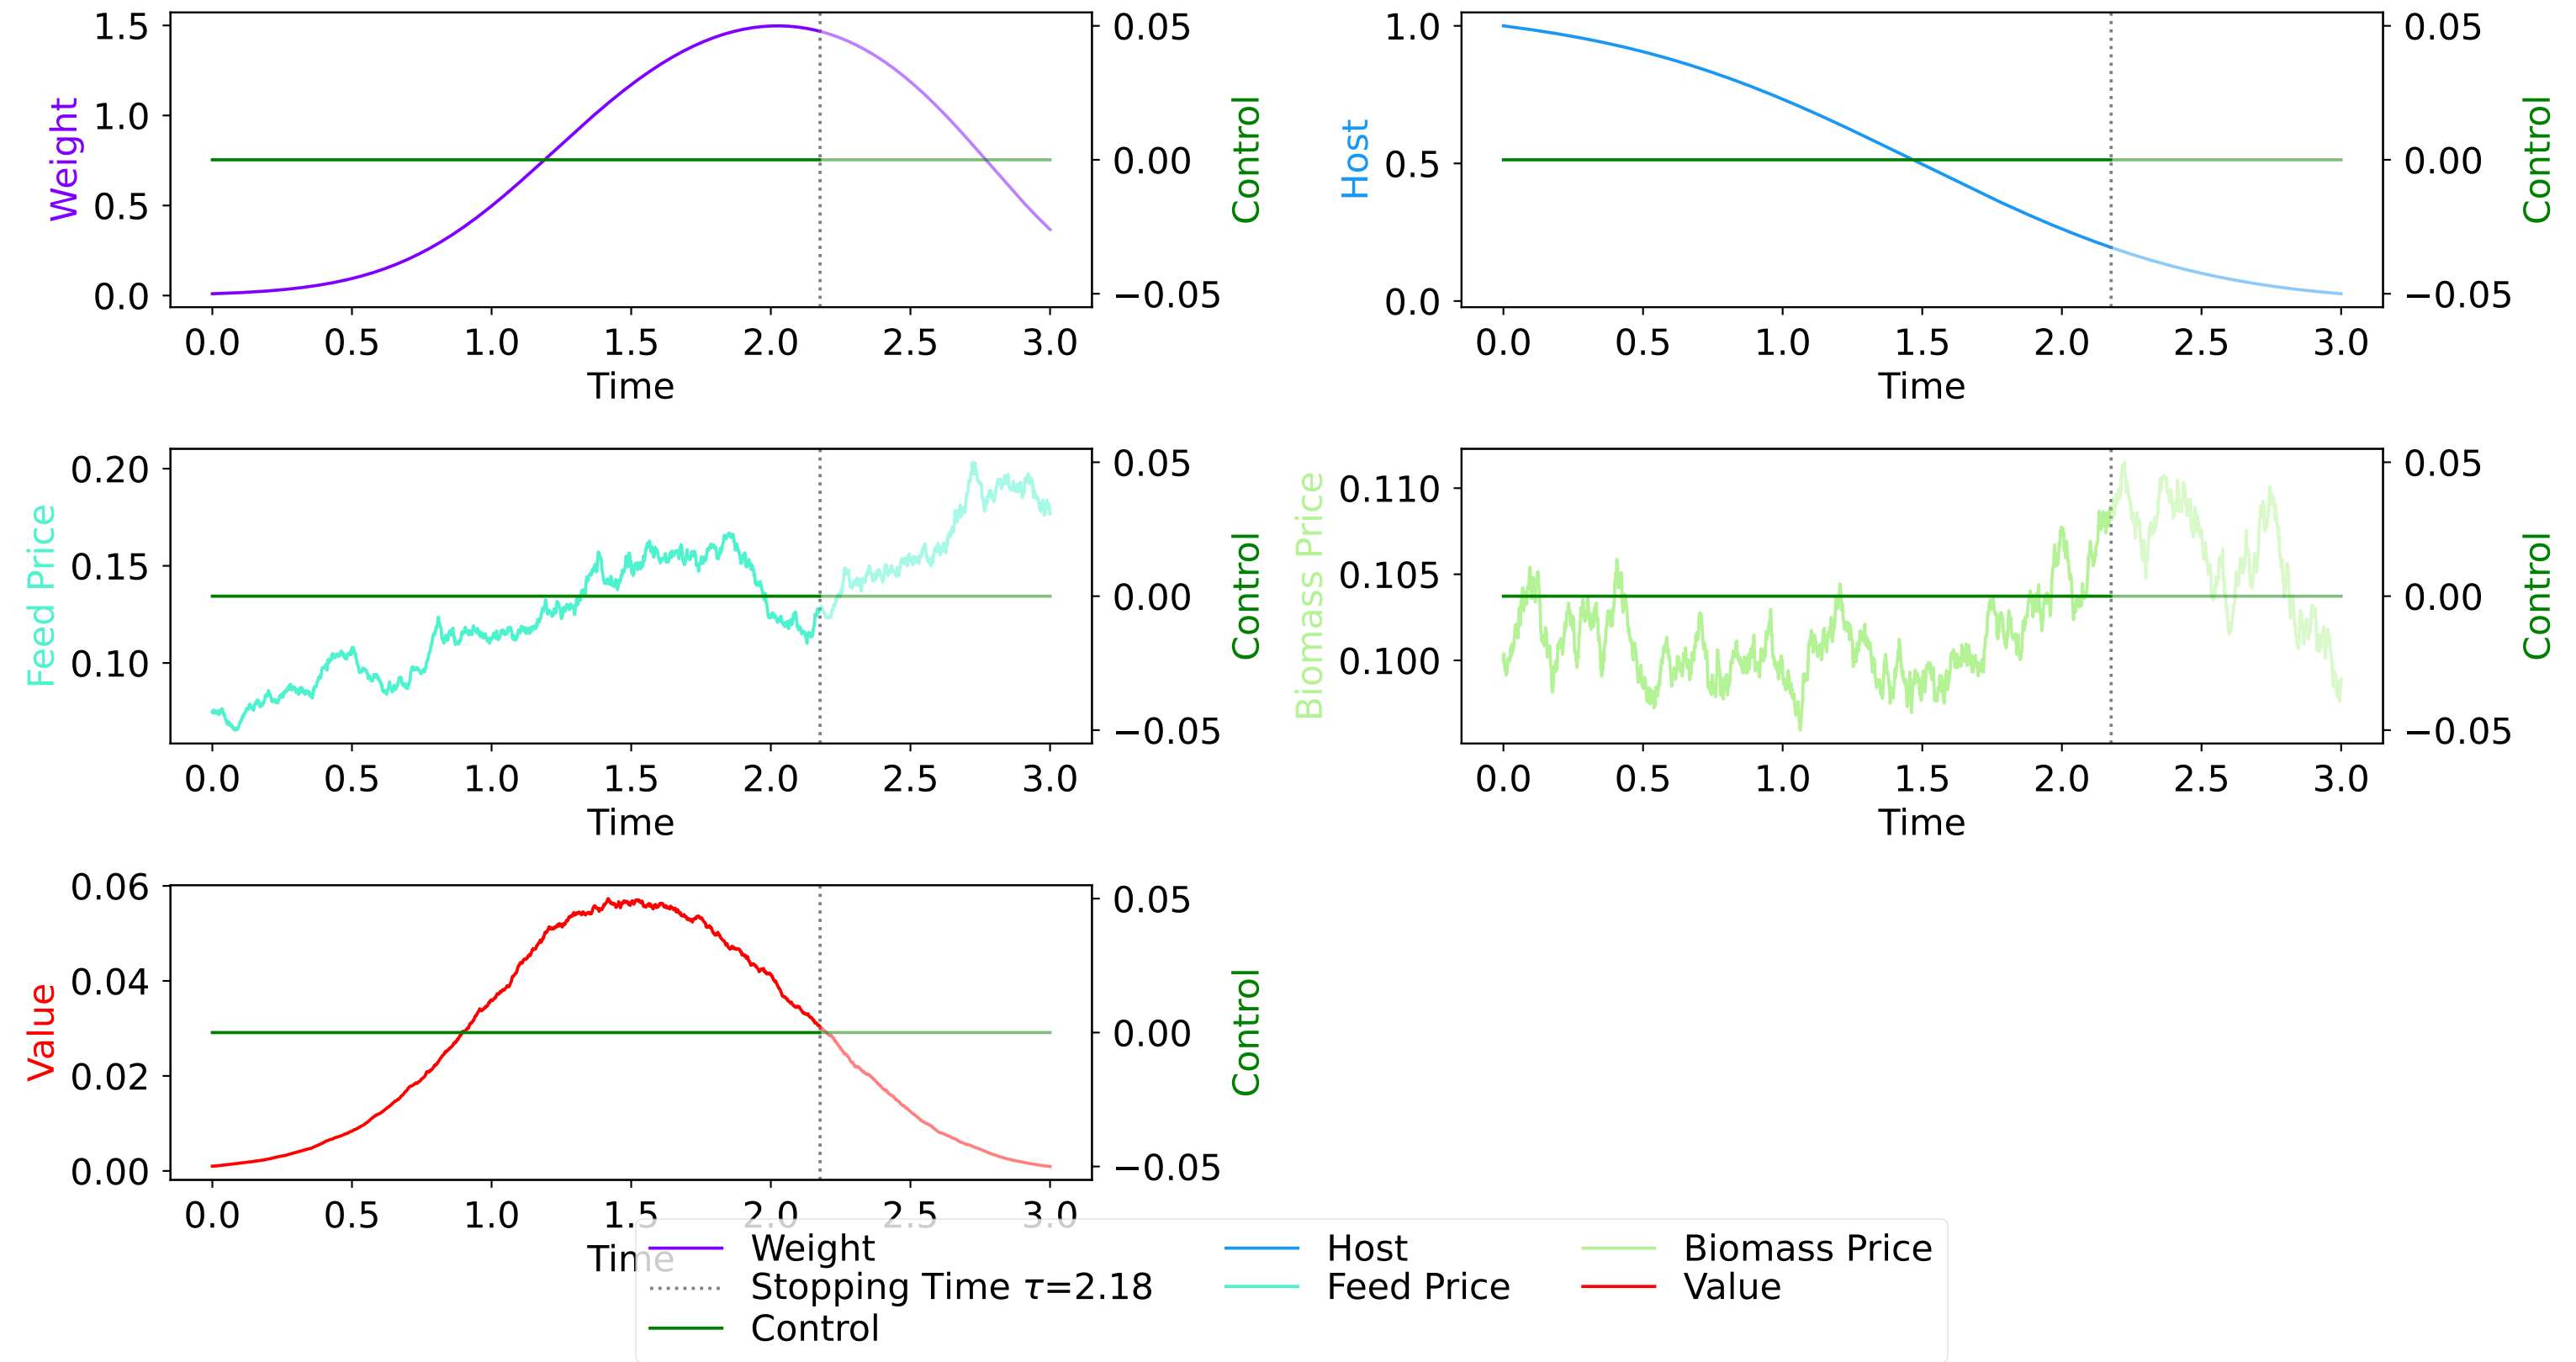 Weight
1.5
1.0
0.5
0.0
0.05
0.00
−0.05
Control
0.0 0.5 1.0 1.5 2.0 2.5 3.0
Time
Host
1.0
0.5
0.0
0.05
0.00
−0.05
Control
0.0 0.5 1.0 1.5 2.0 2.5 3.0
Time
Feed Price
0.20
0.15
0.10
0.05
0.00
−0.05
Control
0.0 0.5 1.0 1.5 2.0 2.5 3.0
Time
Biomass Price
0.110
0.105
0.100
0.05
0.00
−0.05
Control
0.0 0.5 1.0 1.5 2.0 2.5 3.0
Time
Value
0.06
0.04
0.02
0.00
0.05
0.00
−0.05
Control
0.0 0.5 1.0 1.5 2.0 2.5 3.0
Time
Weight
Stopping Time τ=2.18
Control
Host
Feed Price
Biomass Price
Value